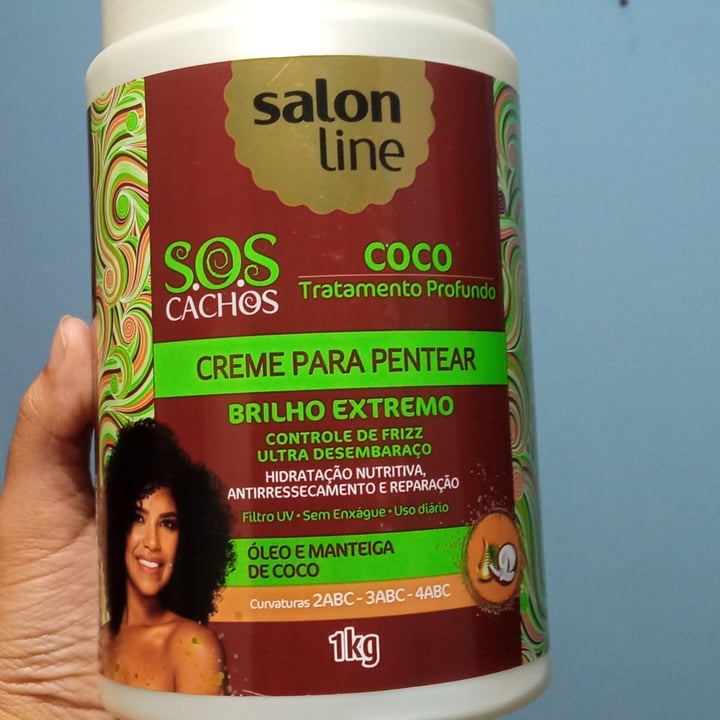 salon
line
S.O.S
CACHOS
COCO
Tratamento Profundo
CREME PARA PENTEAR
BRILHO EXTREMO
CONTROLE DE FRIZZ
ULTRA DESEMBARAÇO
HIDRATAÇÃO NUTRITIVA,
ANTIRRESSECAMENTO E REPARAÇÃO
Filtro UV • Sem Enxágue • Uso diário
ÓLEO E MANTEIGA
DE COCO
Curvaturas 2ABC - 3ABC - 4ABC
1kg